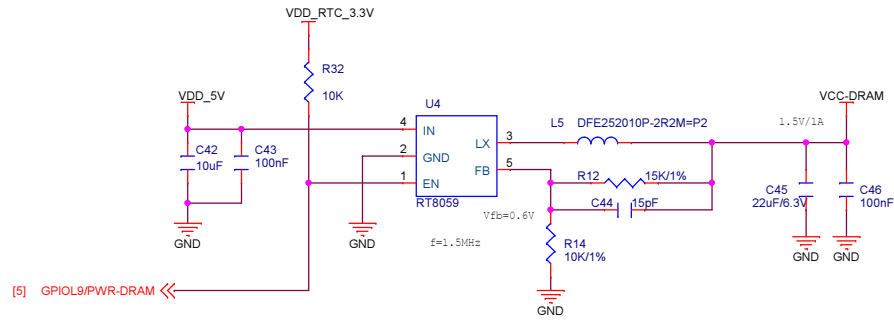 VDD_RTC_3.3V
R32
10K
VDD_5V
C42
10uF
C43
100nF
GND
U4
4
IN
2
GND
1
EN
LX
3
FB
5
RT8059
GND
f=1.5MHz
Vfb=0.6V
L5 DFE252010P-2R2M=P2
R12
15K/1%
C44
15pF
R14
10K/1%
GND
VCC-DRAM
1.5V/1A
C45
22uF/6.3V
C46
100nF
GND
GND
[5] GPIOL9/PWR-DRAM